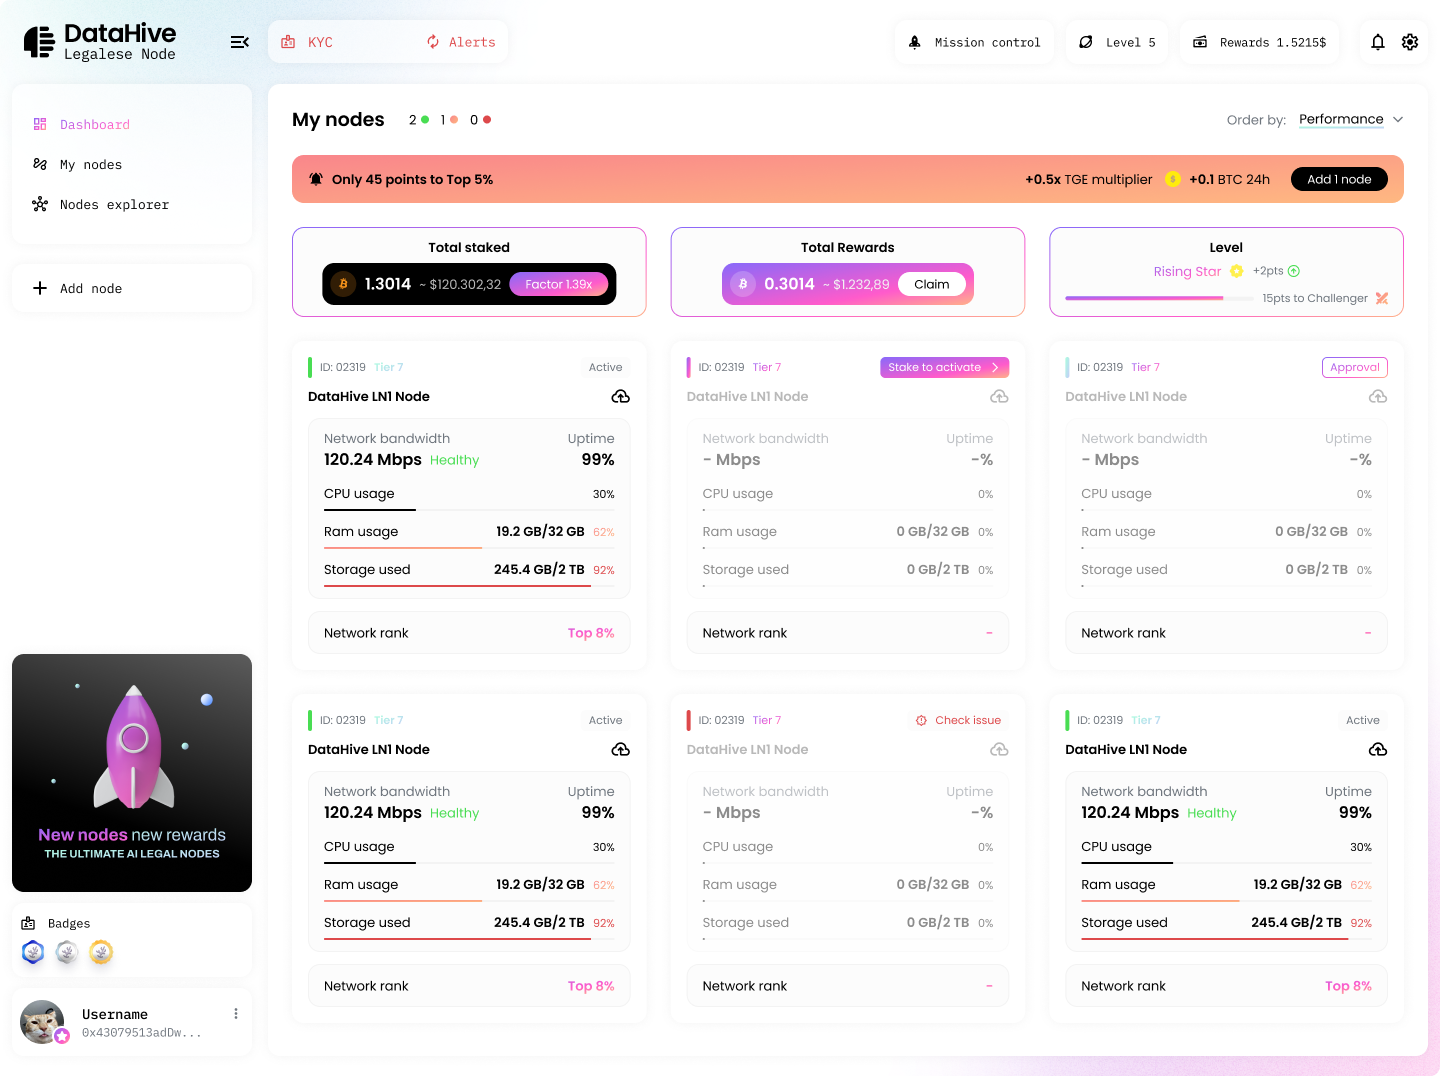 DataHive
Legalese Node
KYC
Alerts
Mission control
Level 5
Rewards 1.5215$
Dashboard
My nodes
Nodes explorer
Add node
New nodes new rewards
THE ULTIMATE AI LEGAL NODES
Badges
Username
0x43079513adDw...
My nodes
2 1 0
Order by: Performance
Only 45 points to Top 5%
+0.5x TGE multiplier
+0.1 BTC 24h
Add 1 node
Total staked
1.3014 ~ $120.302,32 Factor 1.39x
Total Rewards
0.3014 ~ $1.232,89 Claim
Level
Rising Star +2pts
15pts to Challenger
ID: 02319 Tier 7 Active
DataHive LN1 Node
Network bandwidth Uptime
120.24 Mbps Healthy 99%
CPU usage 30%
Ram usage 19.2 GB/32 GB 62%
Storage used 245.4 GB/2 TB 92%
Network rank Top 8%
ID: 02319 Tier 7 Stake to activate
DataHive LN1 Node
Network bandwidth Uptime
- Mbps -%
CPU usage 0%
Ram usage 0 GB/32 GB 0%
Storage used 0 GB/2 TB 0%
Network rank -
ID: 02319 Tier 7 Approval
DataHive LN1 Node
Network bandwidth Uptime
- Mbps -%
CPU usage 0%
Ram usage 0 GB/32 GB 0%
Storage used 0 GB/2 TB 0%
Network rank -
ID: 02319 Tier 7 Active
DataHive LN1 Node
Network bandwidth Uptime
120.24 Mbps Healthy 99%
CPU usage 30%
Ram usage 19.2 GB/32 GB 62%
Storage used 245.4 GB/2 TB 92%
Network rank Top 8%
ID: 02319 Tier 7 Check issue
DataHive LN1 Node
Network bandwidth Uptime
- Mbps -%
CPU usage 0%
Ram usage 0 GB/32 GB 0%
Storage used 0 GB/2 TB 0%
Network rank -
ID: 02319 Tier 7 Active
DataHive LN1 Node
Network bandwidth Uptime
120.24 Mbps Healthy 99%
CPU usage 30%
Ram usage 19.2 GB/32 GB 62%
Storage used 245.4 GB/2 TB 92%
Network rank Top 8%